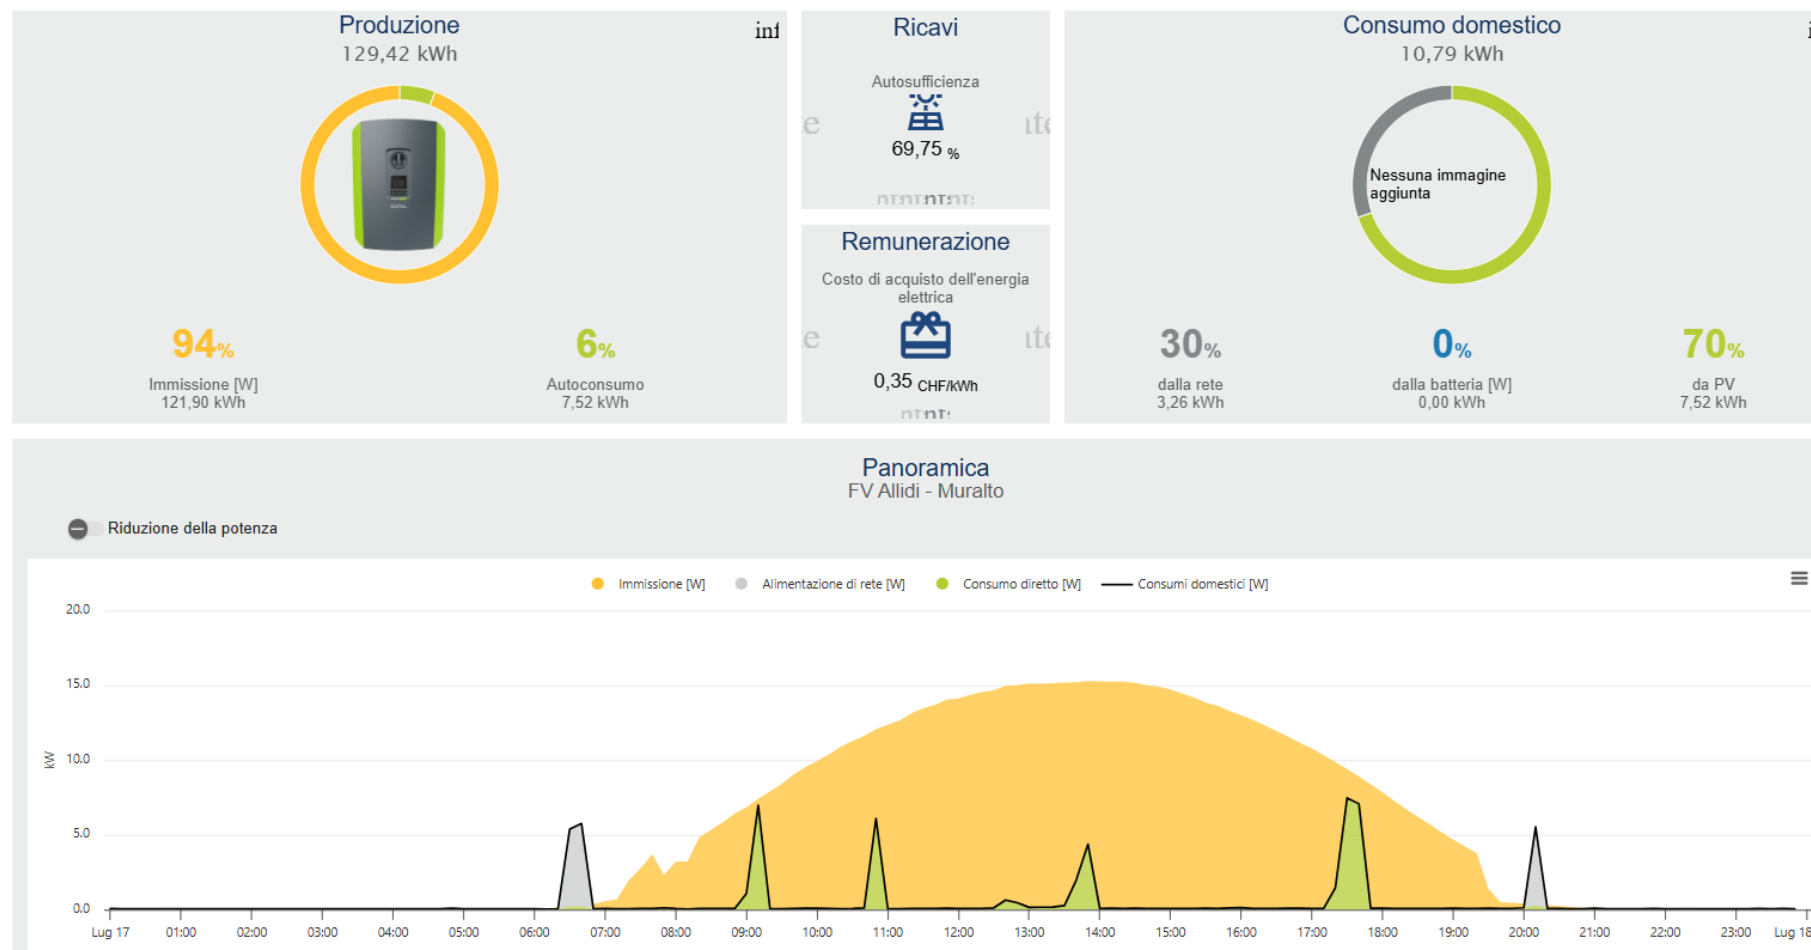 Produzione
129,42 kWh
94%
Immissione [W]
121,90 kWh
6%
Autoconsumo
7,52 kWh
Ricavi
Autosufficienza
69,75 %
Remunerazione
Costo di acquisto dell'energia
elettrica
0,35 CHF/kWh
Consumo domestico
10,79 kWh
Nessuna immagine
aggiunta
30%
dalla rete
3,26 kWh
0%
dalla batteria [W]
0,00 kWh
70%
da PV
7,52 kWh
Panoramica
FV Allidi - Muralto
Riduzione della potenza
Immissione [W] Alimentazione di rete [W] Consumo diretto [W] Consumi domestici [W]
20.0
15.0
kW
10.0
5.0
0.0
Lug 17 01:00 02:00 03:00 04:00 05:00 06:00 07:00 08:00 09:00 10:00 11:00 12:00 13:00 14:00 15:00 16:00 17:00 18:00 19:00 20:00 21:00 22:00 23:00 Lug 18